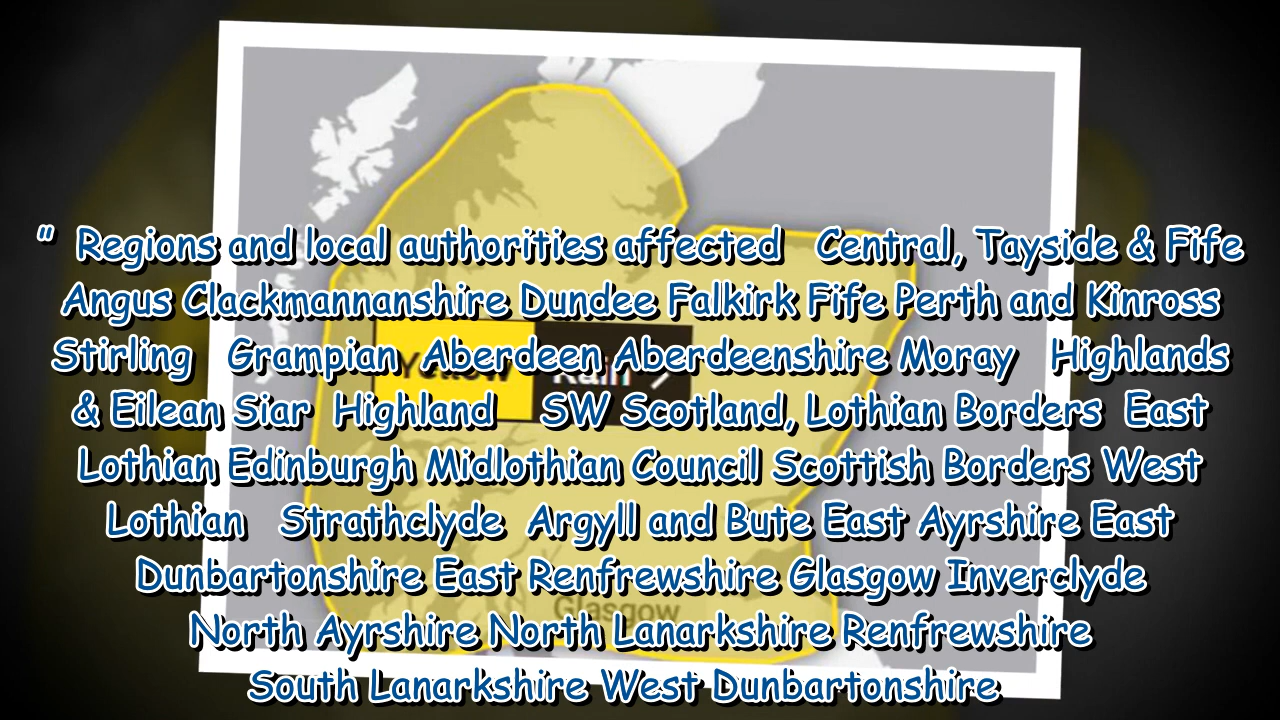 ” Regions and local authorities affected Central, Tayside & Fife
Angus Clackmannanshire Dundee Falkirk Fife Perth and Kinross
Stirling Grampian Aberdeen Aberdeenshire Moray Highlands
Yellow Rain >
& Eilean Siar Highland SW Scotland, Lothian Borders East
Lothian Edinburgh Midlothian Council Scottish Borders West
Lothian Strathclyde Argyll and Bute East Ayrshire East
Dunbartonshire East Renfrewshire Glasgow Inverclyde
Glasgow
North Ayrshire North Lanarkshire Renfrewshire
South Lanarkshire West Dunbartonshire